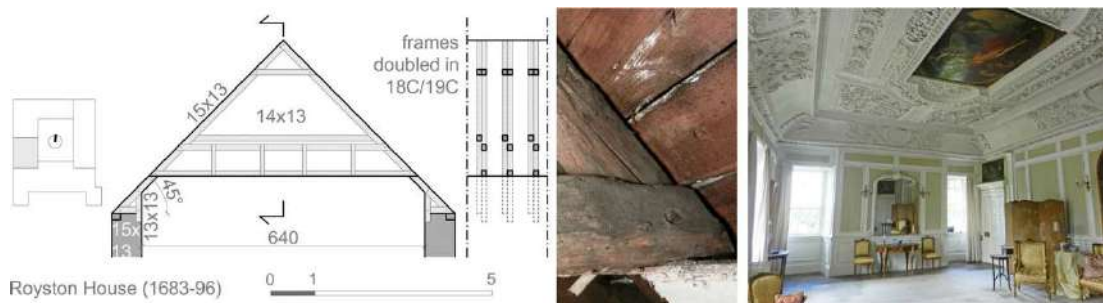 frames
doubled in
18C/19C
15x13
14x13
45°
13x13
15x
13
640
Royston House (1683-96)
0 1 5